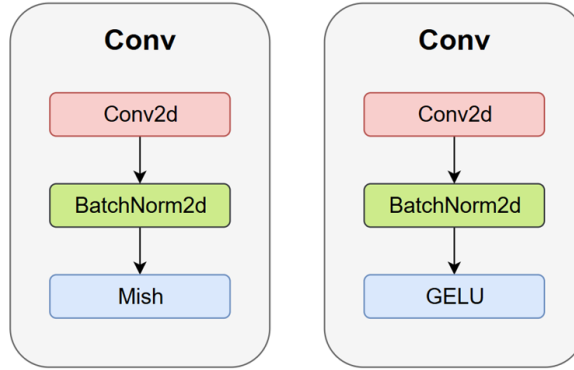 Conv
Conv2d
BatchNorm2d
Mish
Conv
Conv2d
BatchNorm2d
GELU